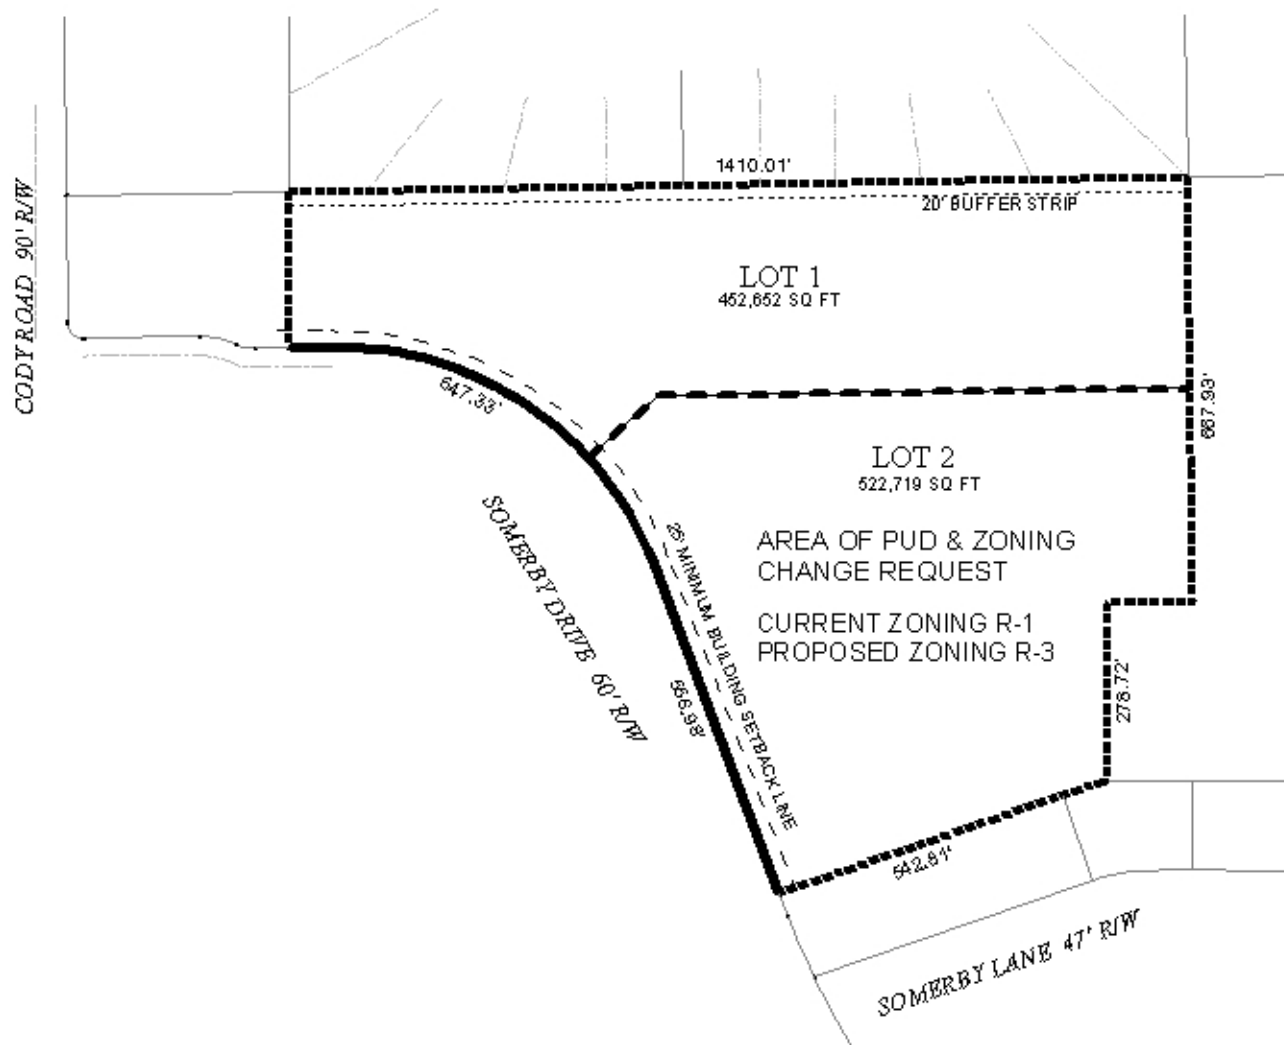 1410.01'
20' BUFFER STRIP
CODY ROAD 90' R/W
LOT 1
452,652 SQ FT
647.33'
667.93'
LOT 2
522,719 SQ FT
SOMERBY DRIVE 60' R/W
25' MINIMUM BUILDING SETBACK LINE
AREA OF PUD & ZONING
CHANGE REQUEST
CURRENT ZONING R-1
PROPOSED ZONING R-3
556.98'
278.72'
542.81'
SOMERBY LANE 47' R/W